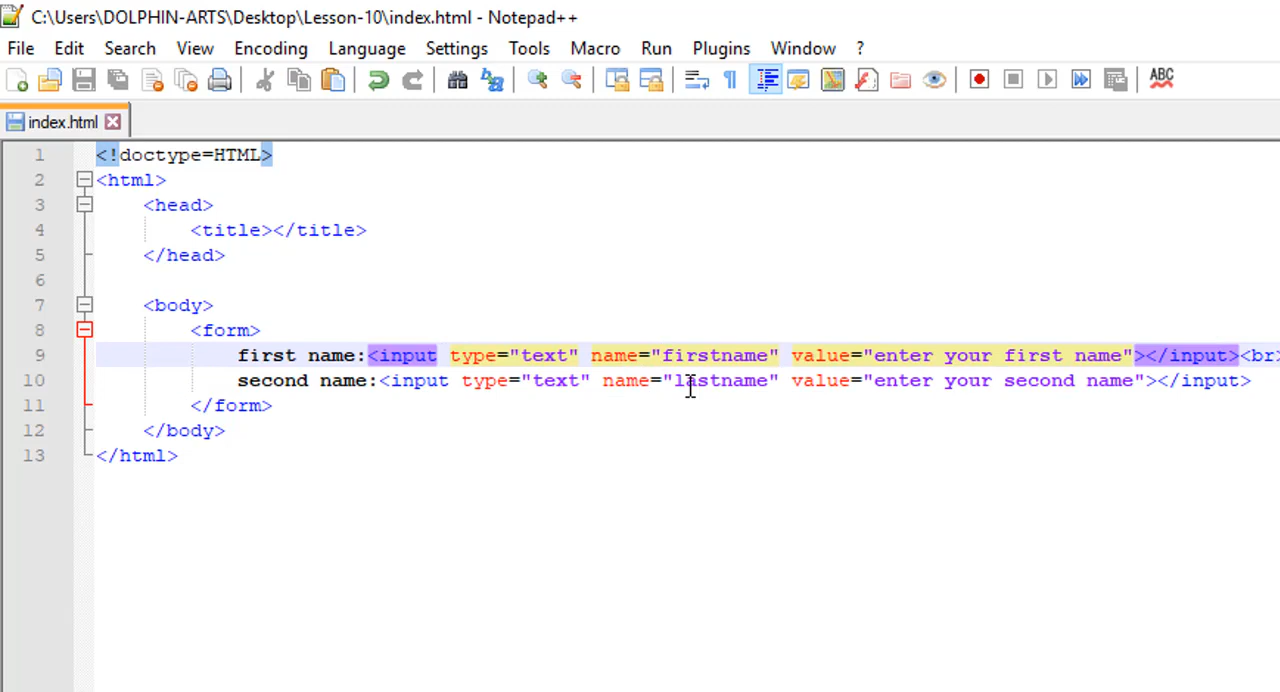 C:\Users\DOLPHIN-ARTS\Desktop\Lesson-10\index.html - Notepad++
File Edit Search View Encoding Language Settings Tools Macro Run Plugins Window ?
ABC
index.html
1 <!doctype=HTML>
2 <html>
3 <head>
4 <title></title>
5 </head>
6
7 <body>
8 <form>
9 first name:<input type="text" name="firstname" value="enter your first name"></input><br>
10 second name:<input type="text" name="lastname" value="enter your second name"></input>
11 </form>
12 </body>
13 </html>